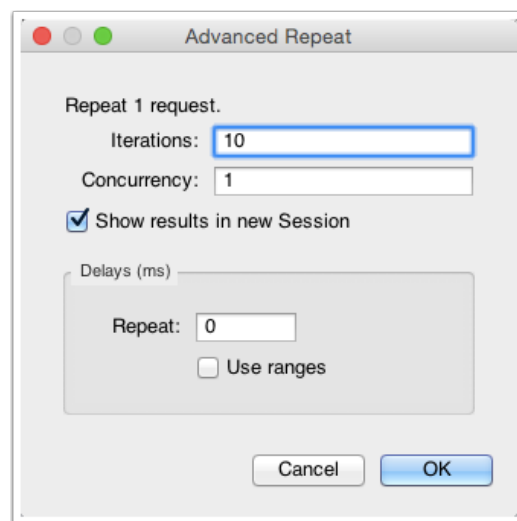 Advanced Repeat
Repeat 1 request.
Iterations: 10
Concurrency: 1
Show results in new Session
Delays (ms)
Repeat: 0
Use ranges
Cancel OK